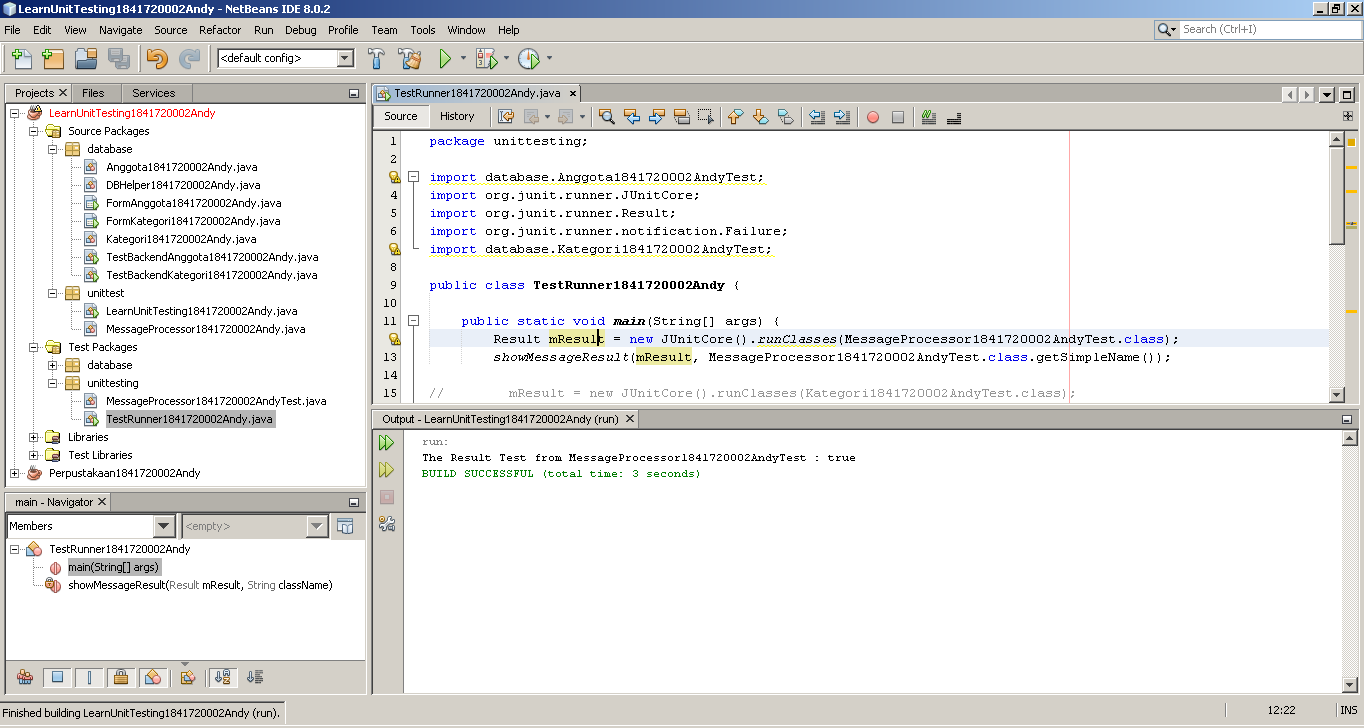 LearnUnitTesting1841720002Andy - NetBeans IDE 8.0.2
File Edit View Navigate Source Refactor Run Debug Profile Team Tools Window Help
Search (Ctrl+I)
<default config>
Projects Files Services
LearnUnitTesting1841720002Andy
Source Packages
database
Anggota1841720002Andy.java
DBHelper1841720002Andy.java
FormAnggota1841720002Andy.java
FormKategori1841720002Andy.java
Kategori1841720002Andy.java
TestBackendAnggota1841720002Andy.java
TestBackendKategori1841720002Andy.java
unittest
LearnUnitTesting1841720002Andy.java
MessageProcessor1841720002Andy.java
Test Packages
database
unittesting
MessageProcessor1841720002AndyTest.java
TestRunner1841720002Andy.java
Libraries
Test Libraries
Perpustakaan1841720002Andy
main - Navigator
Members <empty>
TestRunner1841720002Andy
main(String[] args)
showMessageResult(Result mResult, String className)
TestRunner1841720002Andy.java
Source History
1 package unittesting;
2
import database.Anggota1841720002AndyTest;
4 import org.junit.runner.JUnitCore;
5 import org.junit.runner.Result;
6 import org.junit.runner.notification.Failure;
import database.Kategori1841720002AndyTest;
8
9 public class TestRunner1841720002Andy {
10
11 public static void main(String[] args) {
Result mResult = new JUnitCore().runClasses(MessageProcessor1841720002AndyTest.class);
13 showMessageResult(mResult, MessageProcessor1841720002AndyTest.class.getSimpleName());
14
15 // mResult = new JUnitCore().runClasses(Kategori1841720002AndyTest.class);
Output - LearnUnitTesting1841720002Andy (run)
run:
The Result Test from MessageProcessor1841720002AndyTest : true
BUILD SUCCESSFUL (total time: 3 seconds)
Finished building LearnUnitTesting1841720002Andy (run).
12:22 INS